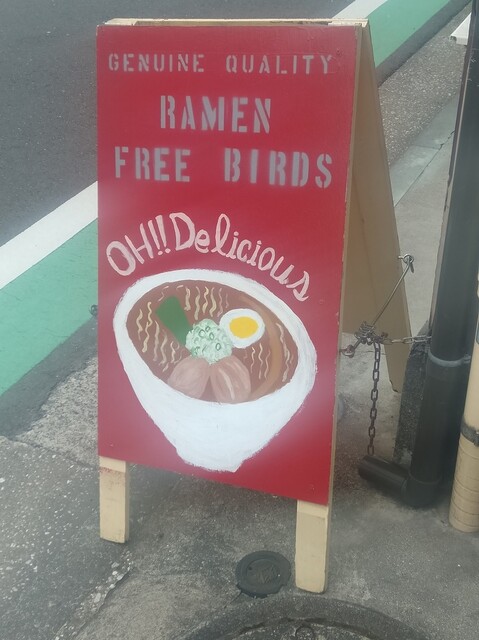 GENUINE QUALITY
RAMEN
FREE BIRDS
OH!! Delicious